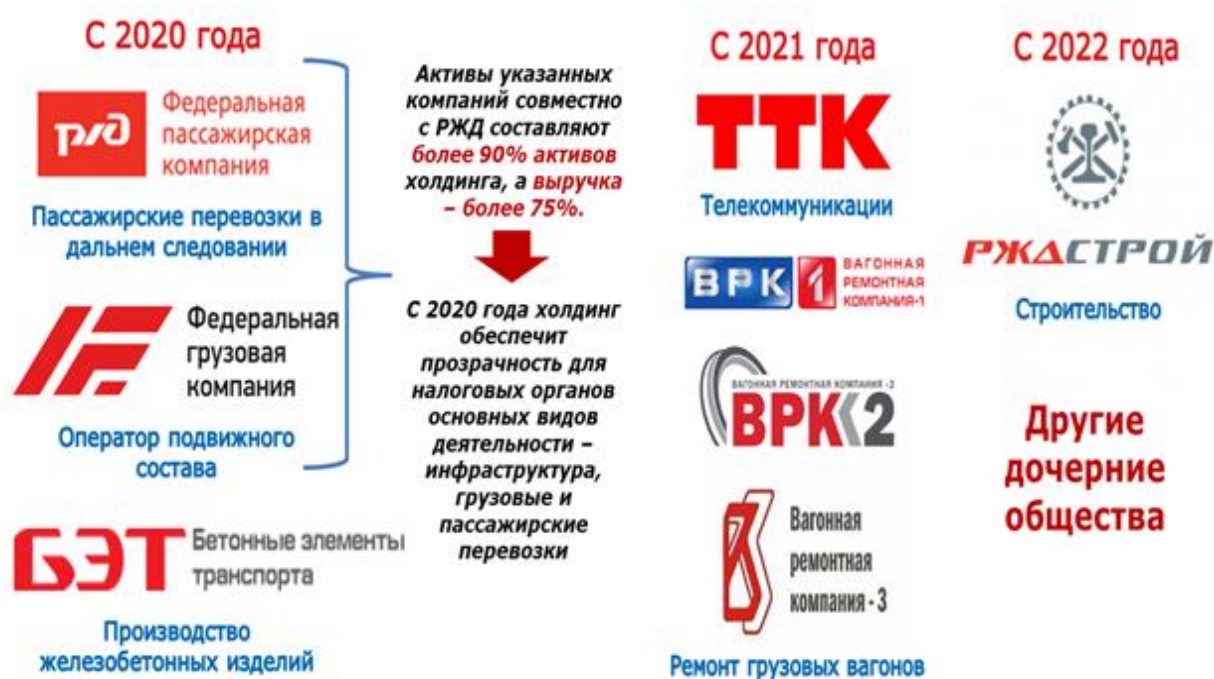 С 2020 года
РЖД
Федеральная
пассажирская
компания
Пассажирские перевозки в
дальнем следовании
Федеральная
грузовая
компания
Оператор подвижного
состава
БЭТ
Бетонные элементы
транспорта
Производство
железобетонных изделий
Активы указанных
компаний совместно
с РЖД составляют
более 90% активов
холдинга, а выручка
– более 75%.
С 2020 года холдинг
обеспечит
прозрачность для
налоговых органов
основных видов
деятельности –
инфраструктура,
грузовые и
пассажирские
перевозки
С 2021 года
ТТК
Телекоммуникации
ВРК 1
ВАГОННАЯ
РЕМОНТНАЯ
КОМПАНИЯ-1
ВАГОННАЯ РЕМОНТНАЯ КОМПАНИЯ - 2
ВРК 2
Вагонная
ремонтная
компания - 3
Ремонт грузовых вагонов
С 2022 года
РЖДСТРОЙ
Строительство
Другие
дочерние
общества